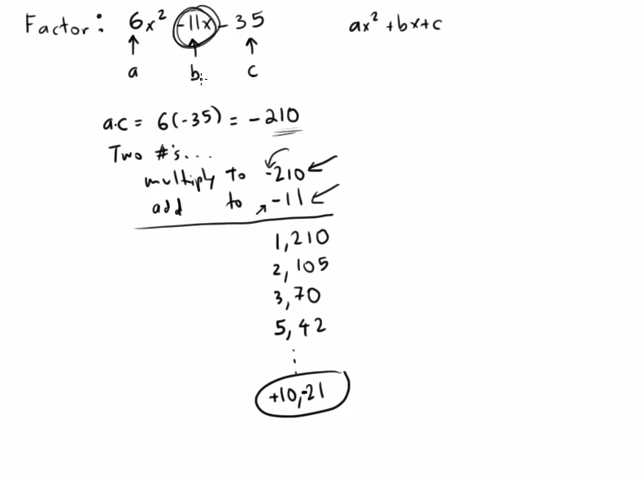 Factor: 6x² -11x - 35 ax² + bx + c
a b c
a·c = 6(-35) = -210
Two #'s...
multiply to -210
add to -11
1, 210
2, 105
3, 70
5, 42
⋮
+10, -21